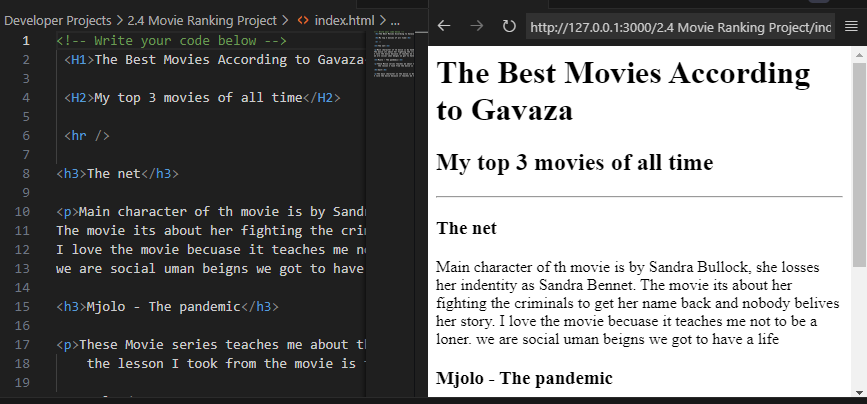 Developer Projects > 2.4 Movie Ranking Project > <> index.html > ...
1 <!-- Write your code below -->
2 <H1>The Best Movies According to Gavaza
3
4 <H2>My top 3 movies of all time</H2>
5
6 <hr />
7
8 <h3>The net</h3>
9
10 <p>Main character of th movie is by Sand
11 The movie its about her fighting the cri
12 I love the movie becuase it teaches me n
13 we are social uman beigns we got to have
14
15 <h3>Mjolo - The pandemic</h3>
16
17 <p>These Movie series teaches me about t
18 the lesson I took from the movie is
19
http://127.0.0.1:3000/2.4 Movie Ranking Project/inc
The Best Movies According
to Gavaza
My top 3 movies of all time
The net
Main character of th movie is by Sandra Bullock, she losses
her indentity as Sandra Bennet. The movie its about her
fighting the criminals to get her name back and nobody belives
her story. I love the movie becuase it teaches me not to be a
loner. we are social uman beigns we got to have a life
Mjolo - The pandemic